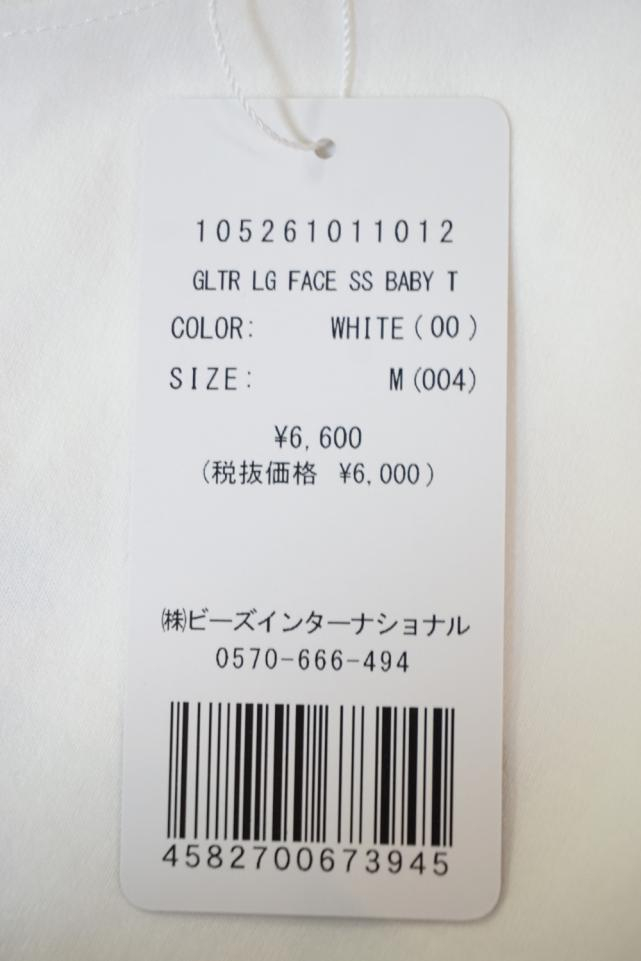 105261011012
GLTR LG FACE SS BABY T
COLOR: WHITE(00)
SIZE: M(004)
¥6,600
(税抜価格 ¥6,000)
㈱ビーズインターナショナル
0570-666-494
4582700673945